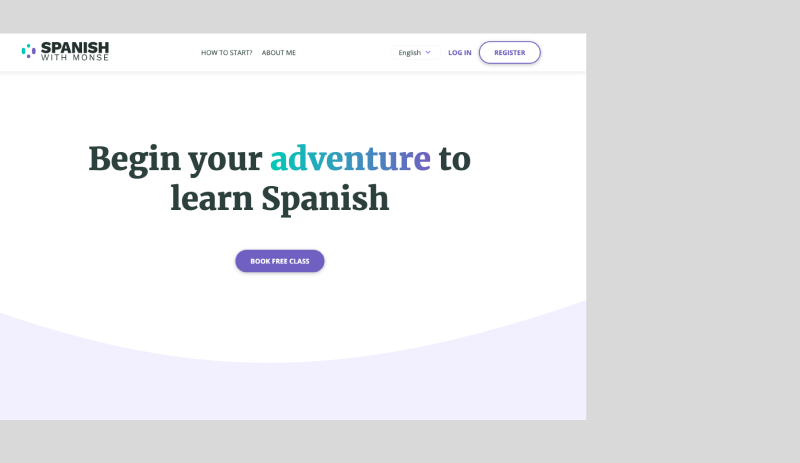 SPANISH
WITH MONSE
HOW TO START? ABOUT ME
English LOG IN REGISTER
Begin your adventure to
learn Spanish
BOOK FREE CLASS